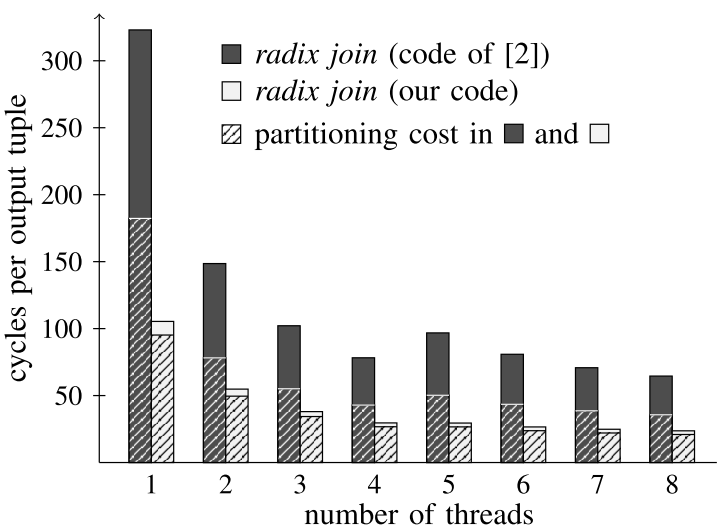 radix join (code of [2])
radix join (our code)
partitioning cost in and
cycles per output tuple
300
250
200
150
100
50
1 2 3 4 5 6 7 8
number of threads